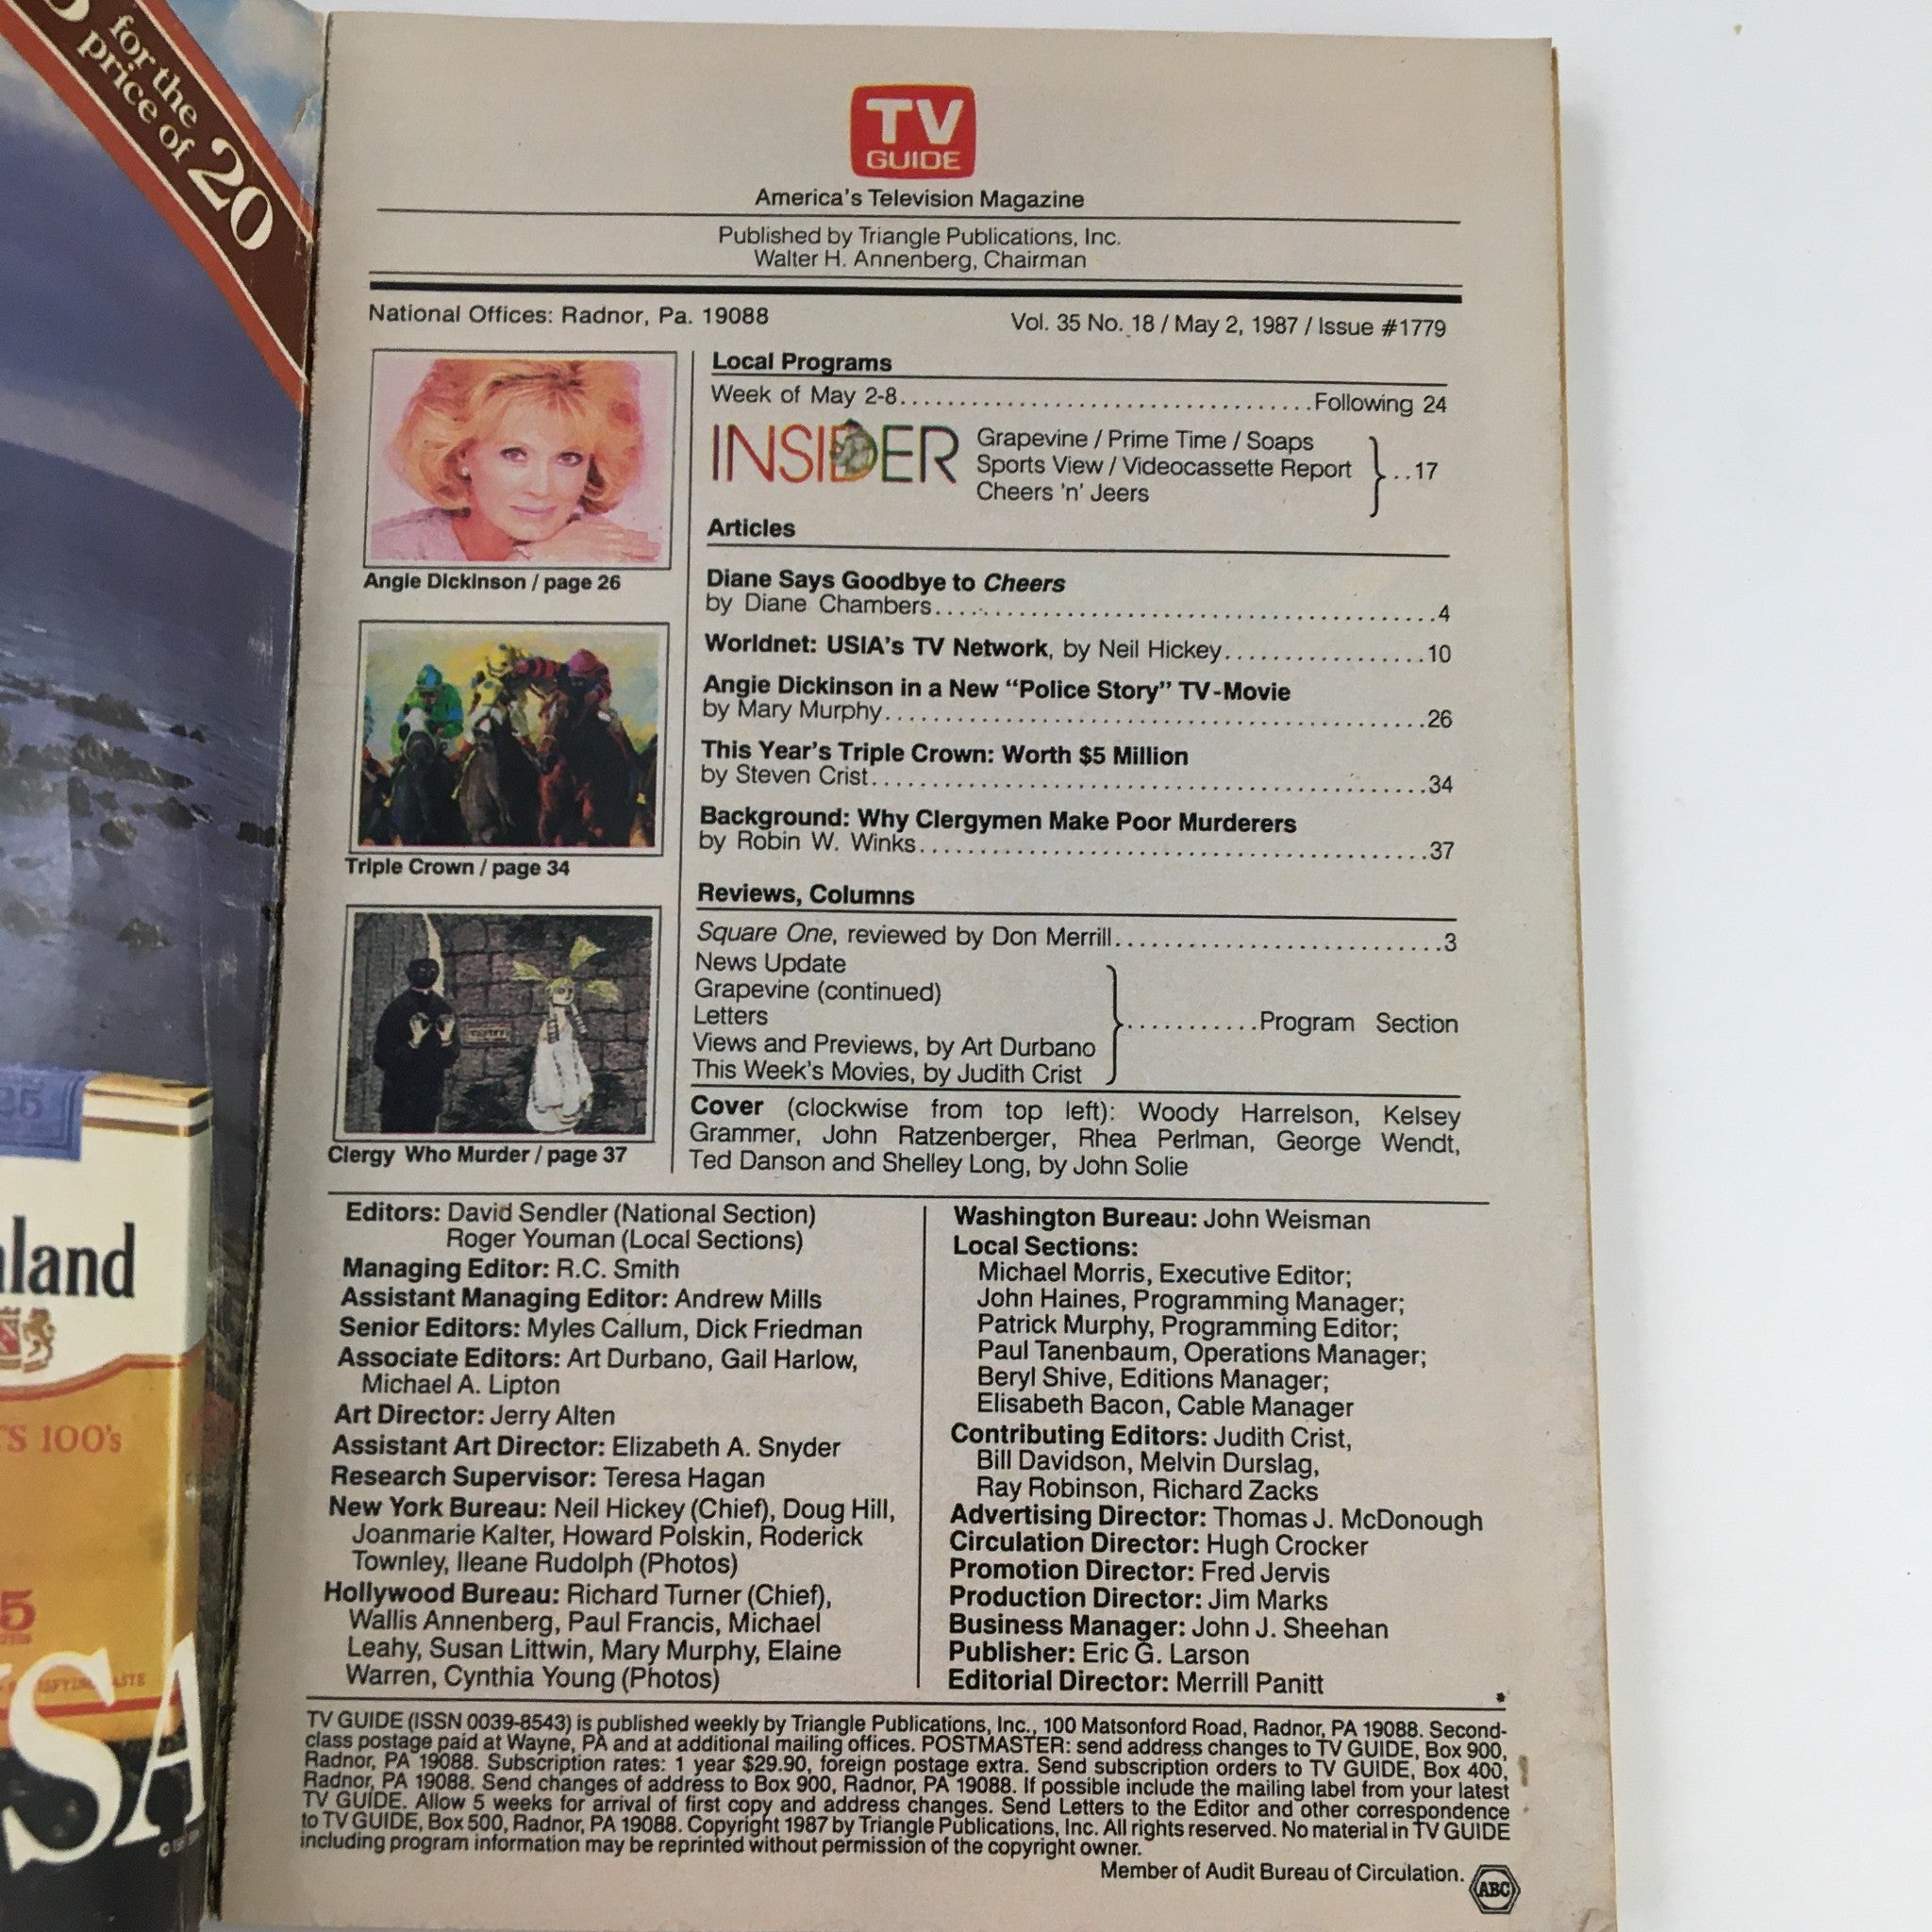 for the
price of 20
25
land
100's
5
SA
TV
GUIDE
America's Television Magazine
Published by Triangle Publications, Inc.
Walter H. Annenberg, Chairman
National Offices: Radnor, Pa. 19088
Vol. 35 No. 18 / May 2, 1987 / Issue #1779
Angie Dickinson / page 26
Triple Crown / page 34
Clergy Who Murder / page 37
Local Programs
Week of May 2-8..................................Following 24
INSIDER
Grapevine / Prime Time / Soaps
Sports View / Videocassette Report
Cheers 'n' Jeers
..17
Articles
Diane Says Goodbye to Cheers
by Diane Chambers..........................................4
Worldnet: USIA's TV Network, by Neil Hickey.................10
Angie Dickinson in a New “Police Story” TV-Movie
by Mary Murphy.............................................26
This Year's Triple Crown: Worth $5 Million
by Steven Crist..............................................34
Background: Why Clergymen Make Poor Murderers
by Robin W. Winks..........................................37
Reviews, Columns
Square One, reviewed by Don Merrill...........................3
News Update
Grapevine (continued)
Letters
Views and Previews, by Art Durbano
This Week's Movies, by Judith Crist
...........Program Section
Cover (clockwise from top left): Woody Harrelson, Kelsey
Grammer, John Ratzenberger, Rhea Perlman, George Wendt,
Ted Danson and Shelley Long, by John Solie
Editors: David Sendler (National Section)
Roger Youman (Local Sections)
Managing Editor: R.C. Smith
Assistant Managing Editor: Andrew Mills
Senior Editors: Myles Callum, Dick Friedman
Associate Editors: Art Durbano, Gail Harlow,
Michael A. Lipton
Art Director: Jerry Alten
Assistant Art Director: Elizabeth A. Snyder
Research Supervisor: Teresa Hagan
New York Bureau: Neil Hickey (Chief), Doug Hill,
Joanmarie Kalter, Howard Polskin, Roderick
Townley, Ileane Rudolph (Photos)
Hollywood Bureau: Richard Turner (Chief),
Wallis Annenberg, Paul Francis, Michael
Leahy, Susan Littwin, Mary Murphy, Elaine
Warren, Cynthia Young (Photos)
Washington Bureau: John Weisman
Local Sections:
Michael Morris, Executive Editor;
John Haines, Programming Manager;
Patrick Murphy, Programming Editor;
Paul Tanenbaum, Operations Manager;
Beryl Shive, Editions Manager;
Elisabeth Bacon, Cable Manager
Contributing Editors: Judith Crist,
Bill Davidson, Melvin Durslag,
Ray Robinson, Richard Zacks
Advertising Director: Thomas J. McDonough
Circulation Director: Hugh Crocker
Promotion Director: Fred Jervis
Production Director: Jim Marks
Business Manager: John J. Sheehan
Publisher: Eric G. Larson
Editorial Director: Merrill Panitt
TV GUIDE (ISSN 0039-8543) is published weekly by Triangle Publications, Inc., 100 Matsonford Road, Radnor, PA 19088. Second-
class postage paid at Wayne, PA and at additional mailing offices. POSTMASTER: send address changes to TV GUIDE, Box 900,
Radnor, PA 19088. Subscription rates: 1 year $29.90, foreign postage extra. Send subscription orders to TV GUIDE, Box 400,
Radnor, PA 19088. Send changes of address to Box 900, Radnor, PA 19088. If possible include the mailing label from your latest
TV GUIDE. Allow 5 weeks for arrival of first copy and address changes. Send Letters to the Editor and other correspondence
to TV GUIDE, Box 500, Radnor, PA 19088. Copyright 1987 by Triangle Publications, Inc. All rights reserved. No material in TV GUIDE
including program information may be reprinted without permission of the copyright owner.
Member of Audit Bureau of Circulation.
ABC